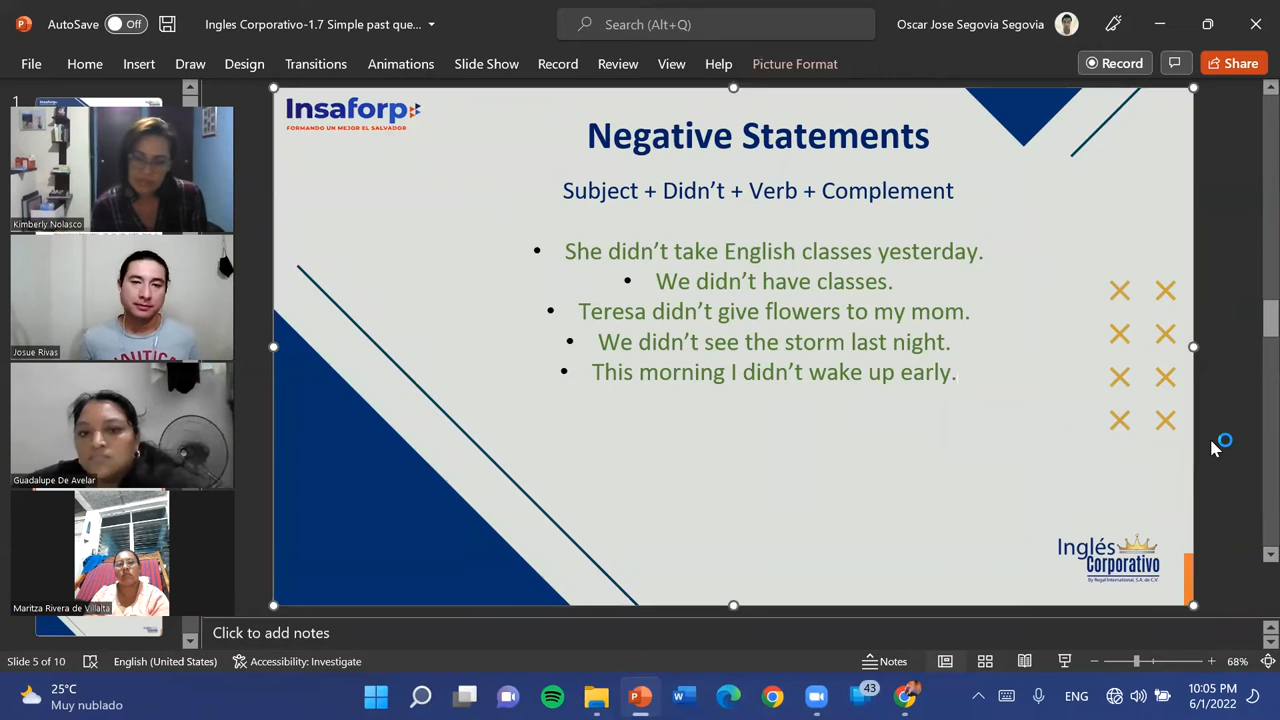 AutoSave Off Ingles Corporativo-1.7 Simple past que... Search (Alt+Q) Oscar Jose Segovia Segovia
File Home Insert Draw Design Transitions Animations Slide Show Record Review View Help Picture Format Record Share
1
Kimberly Nolasco
Josue Rivas
Guadalupe De Avelar
Maritza Rivera de Villalta
Insaforp
FORMANDO UN MEJOR EL SALVADOR
Negative Statements
Subject + Didn't + Verb + Complement
• She didn't take English classes yesterday.
• We didn't have classes.
• Teresa didn't give flowers to my mom.
• We didn't see the storm last night.
• This morning I didn't wake up early.
Inglés
Corporativo
By Regal International, S.A. de C.V.
Click to add notes
Slide 5 of 10 English (United States) Accessibility: Investigate Notes 68%
25°C
Muy nublado
43
ENG
10:05 PM
6/1/2022